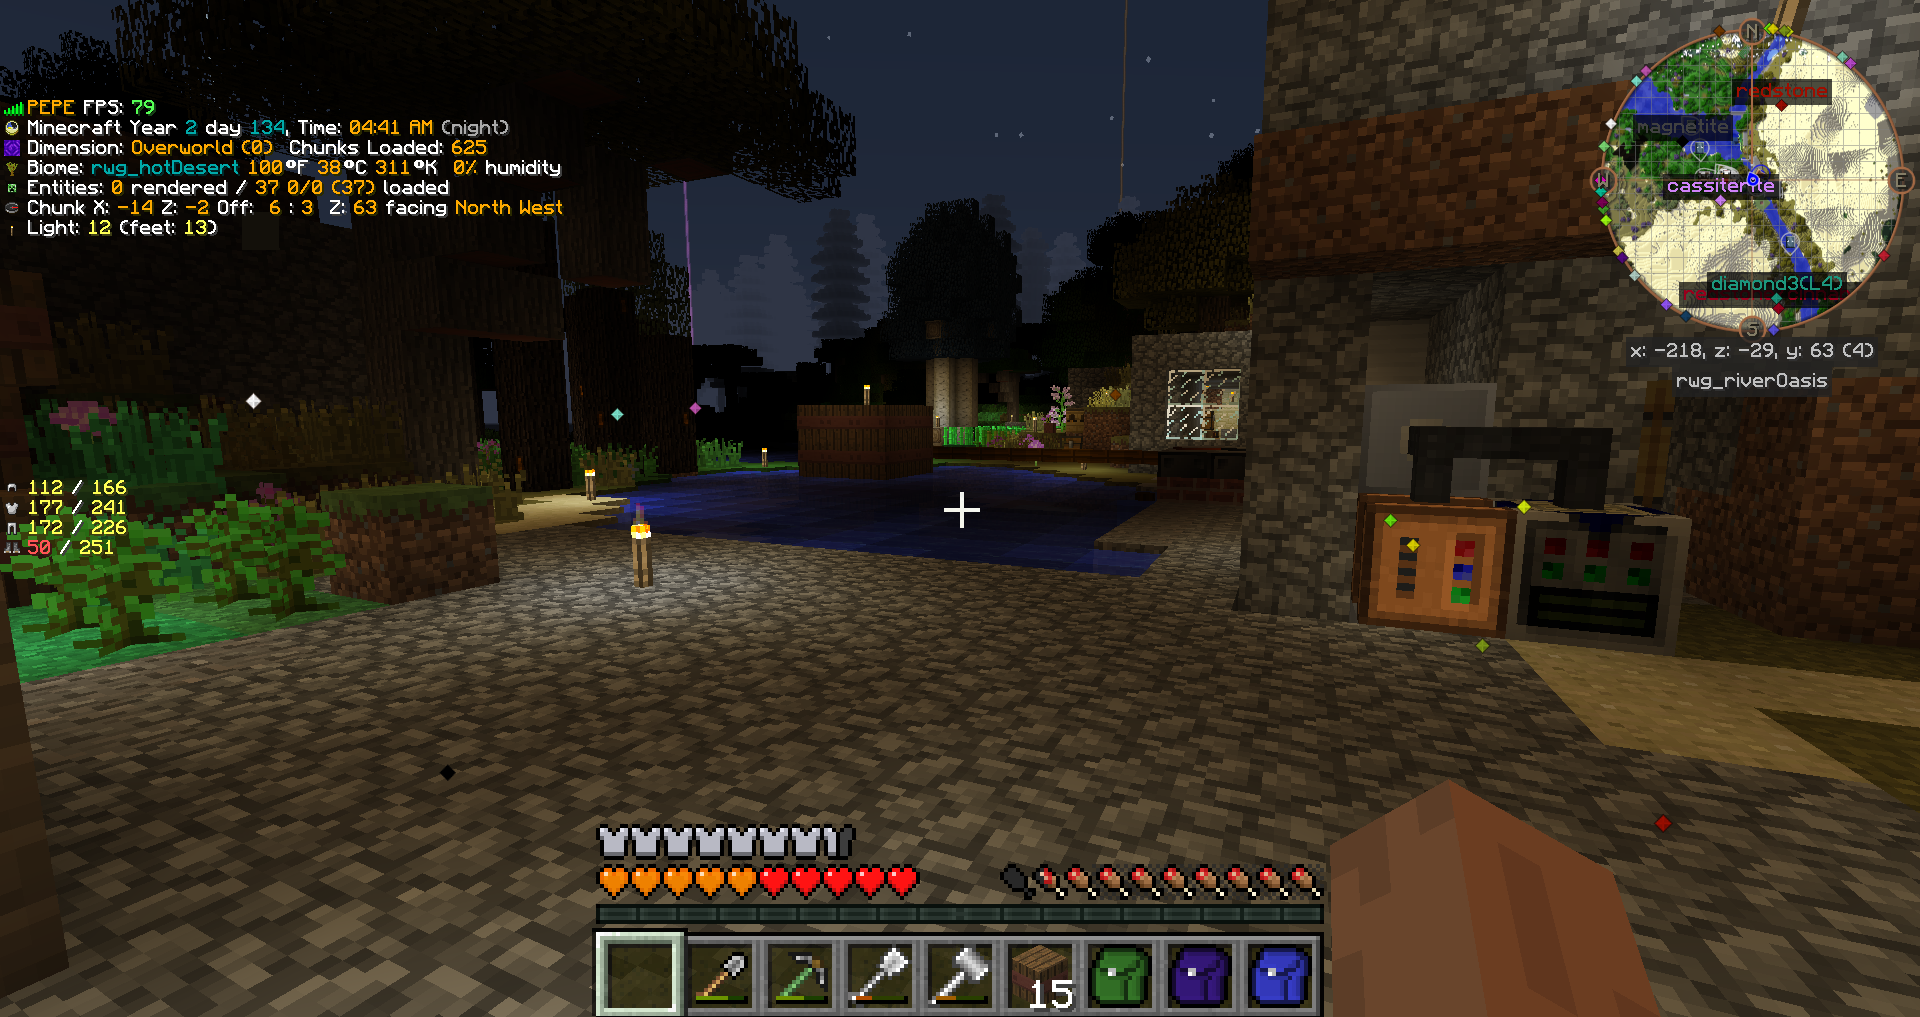 PEPE FPS: 79
Minecraft Year 2 day 134, Time: 04:41 AM (night)
Dimension: Overworld (0) Chunks Loaded: 625
Biome: rwg_hotDesert 100°F 38°C 311°K 0% humidity
Entities: 0 rendered / 37 0/0 (37) loaded
Chunk X: -14 Z: -2 Off: 6 : 3 Z: 63 facing North West
Light: 12 (feet: 13)
N
redstone
magnetite
W
E
cassiterite
diamond3(L4)
S
x: -218, z: -29, y: 63 (4)
rwg_riverOasis
112 / 166
177 / 241
172 / 226
50 / 251
15